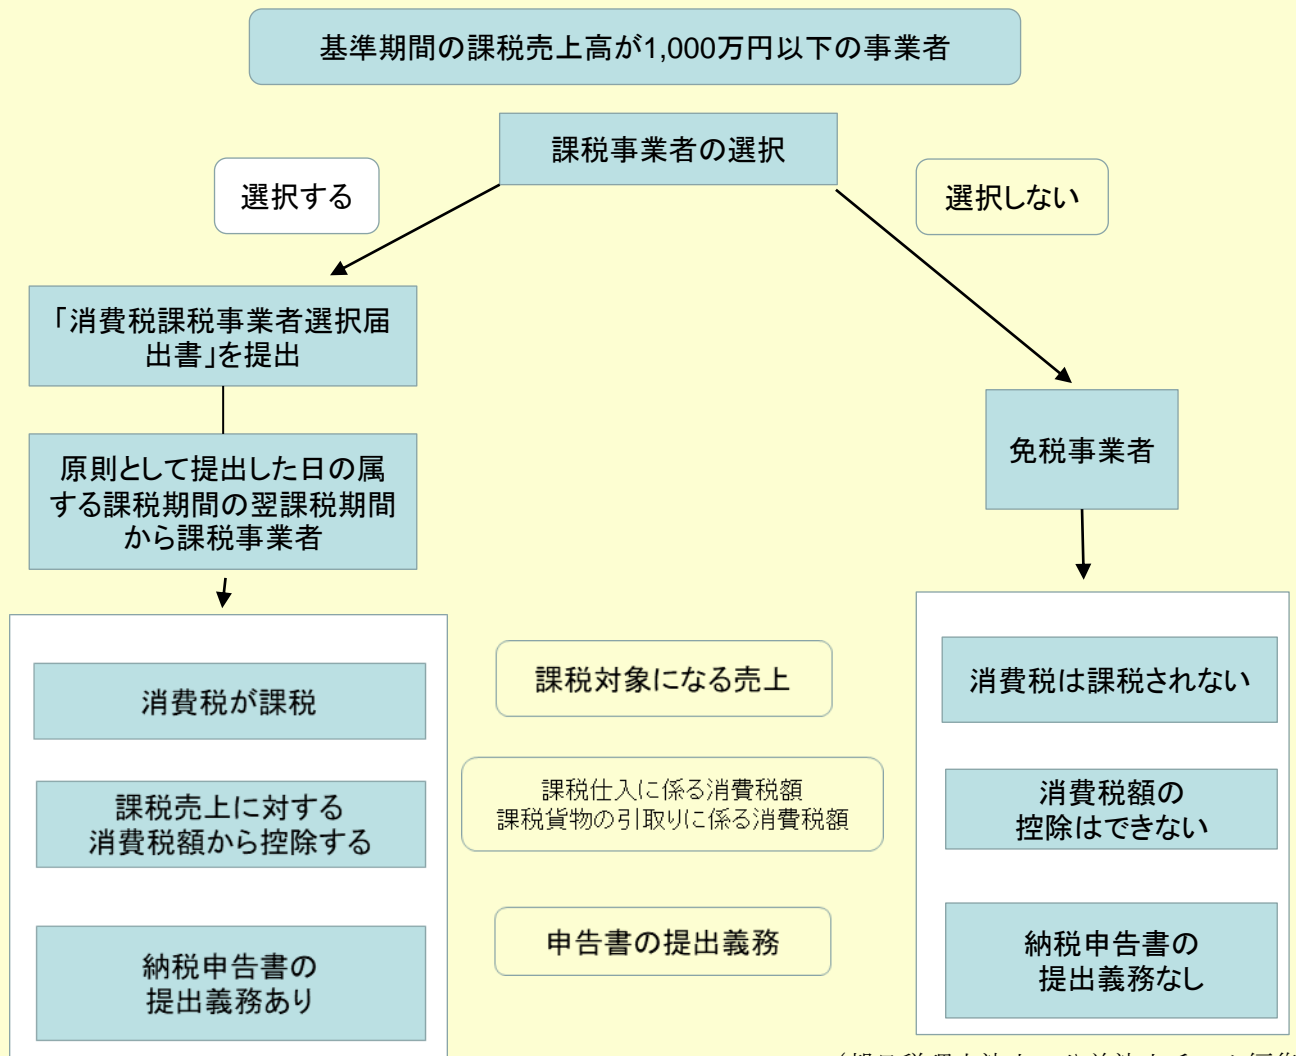 基準期間の課税売上高が1,000万円以下の事業者
課税事業者の選択
選択する
選択しない
「消費税課税事業者選択届
出書」を提出
原則として提出した日の属
する課税期間の翌課税期間
から課税事業者
免税事業者
消費税が課税
課税対象になる売上
消費税は課税されない
課税売上に対する
消費税額から控除する
課税仕入に係る消費税額
課税貨物の引取りに係る消費税額
消費税額の
控除はできない
納税申告書の
提出義務あり
申告書の提出義務
納税申告書の
提出義務なし